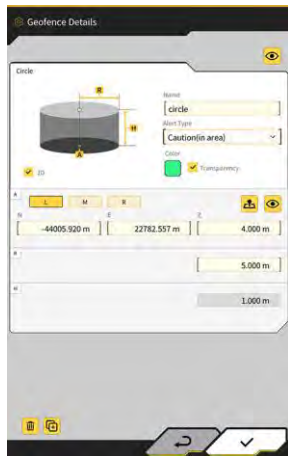 Geofence Details
Circle
R
H
A
2D
Name
circle
Alert Type
Caution(in area)
Color
Transparency
A
L M R
N E Z
-44005.920 m 22782.557 m 4.000 m
R
5.000 m
H
1.000 m